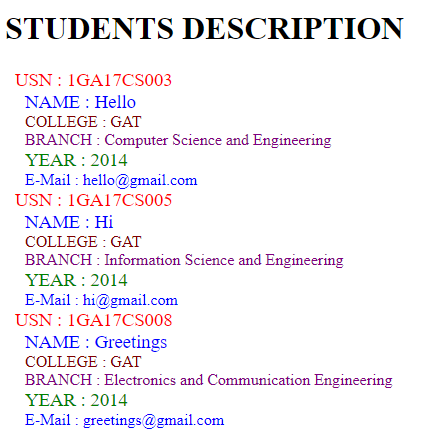 STUDENTS DESCRIPTION
USN : 1GA17CS003
NAME : Hello
COLLEGE : GAT
BRANCH : Computer Science and Engineering
YEAR : 2014
E-Mail : hello@gmail.com
USN : 1GA17CS005
NAME : Hi
COLLEGE : GAT
BRANCH : Information Science and Engineering
YEAR : 2014
E-Mail : hi@gmail.com
USN : 1GA17CS008
NAME : Greetings
COLLEGE : GAT
BRANCH : Electronics and Communication Engineering
YEAR : 2014
E-Mail : greetings@gmail.com